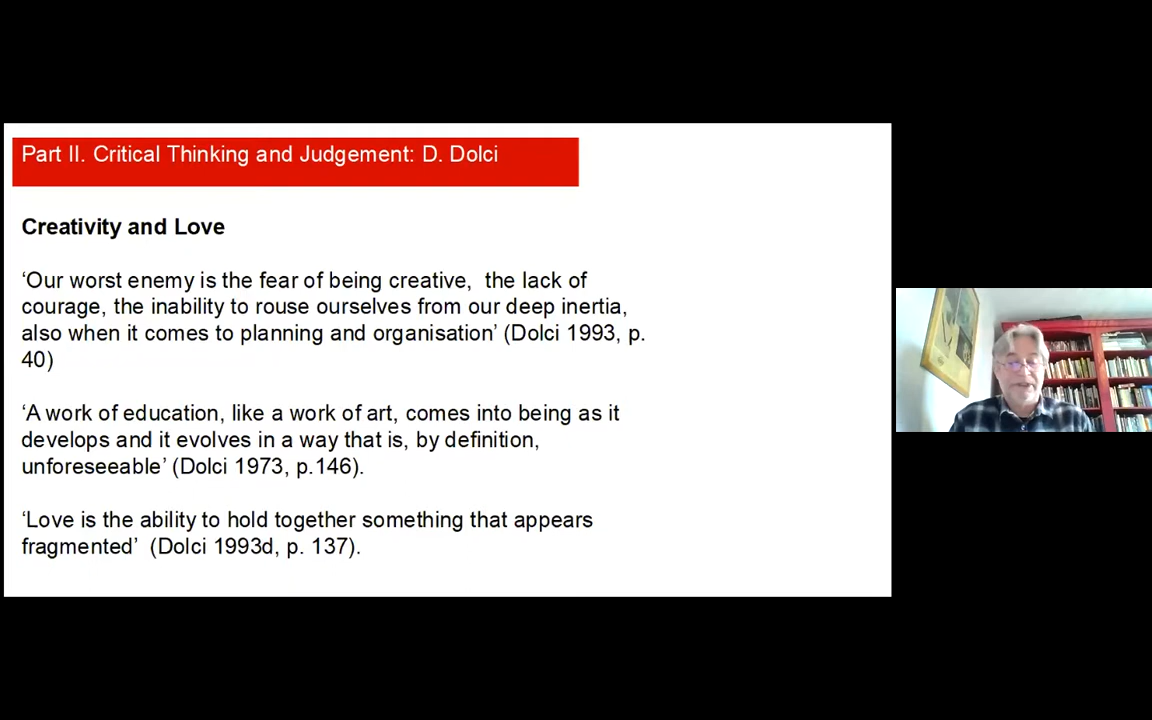 Part II. Critical Thinking and Judgement: D. Dolci
Creativity and Love
‘Our worst enemy is the fear of being creative,  the lack of
courage, the inability to rouse ourselves from our deep inertia,
also when it comes to planning and organisation’ (Dolci 1993, p.
40)
‘A work of education, like a work of art, comes into being as it
develops and it evolves in a way that is, by definition,
unforeseeable’ (Dolci 1973, p.146).
‘Love is the ability to hold together something that appears
fragmented’  (Dolci 1993d, p. 137).